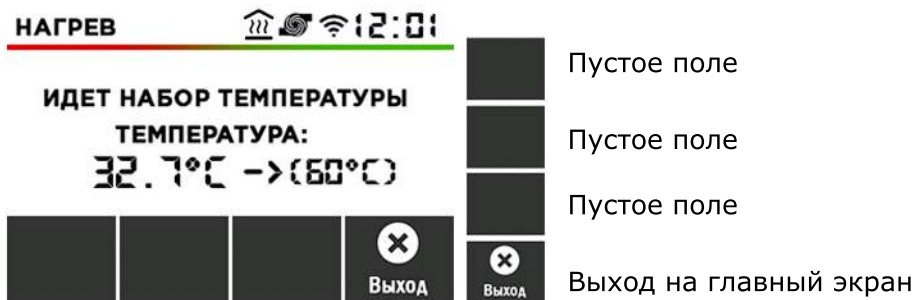 НАГРЕВ 12:01
ИДЕТ НАБОР ТЕМПЕРАТУРЫ
ТЕМПЕРАТУРА:
32.7°C ->(60°C)
Выход
Пустое поле
Пустое поле
Пустое поле
Выход
Выход на главный экран